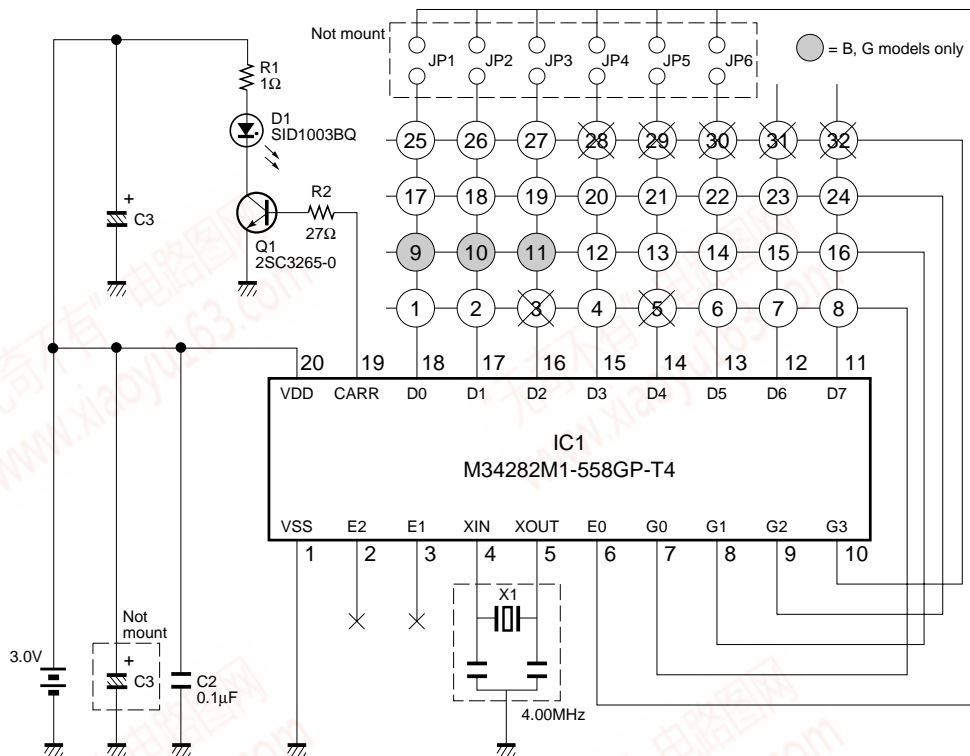 Not mount
JP1 JP2 JP3 JP4 JP5 JP6
= B, G models only
R1
1Ω
D1
SID1003BQ
R2
27Ω
Q1
2SC3265-0
+
C3
25 26 27 28 29 30 31 32
17 18 19 20 21 22 23 24
9 10 11 12 13 14 15 16
1 2 3 4 5 6 7 8
20 19 18 17 16 15 14 13 12 11
VDD CARR D0 D1 D2 D3 D4 D5 D6 D7
IC1
M34282M1-558GP-T4
VSS E2 E1 XIN XOUT E0 G0 G1 G2 G3
1 2 3 4 5 6 7 8 9 10
X1
4.00MHz
3.0V
Not
mount
+
C3
C2
0.1µF
www.xiaoyu163.com